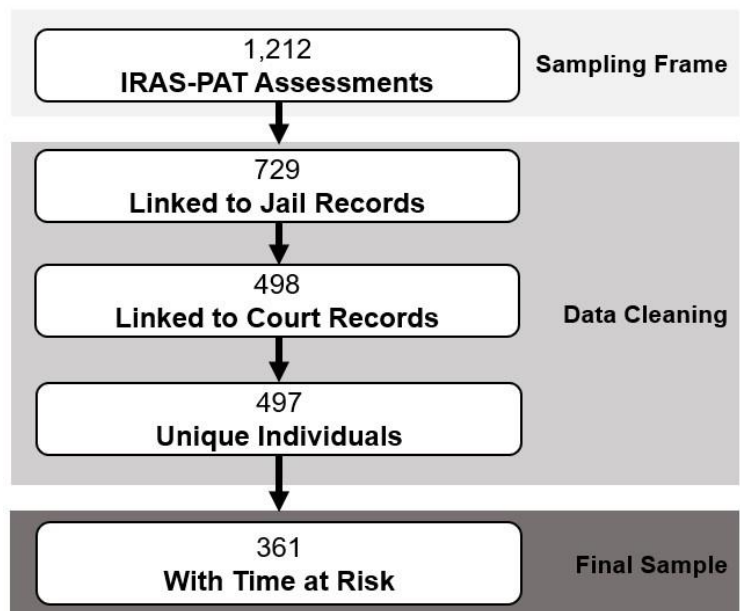 1,212
IRAS-PAT Assessments
Sampling Frame
729
Linked to Jail Records
498
Linked to Court Records
Data Cleaning
497
Unique Individuals
361
With Time at Risk
Final Sample